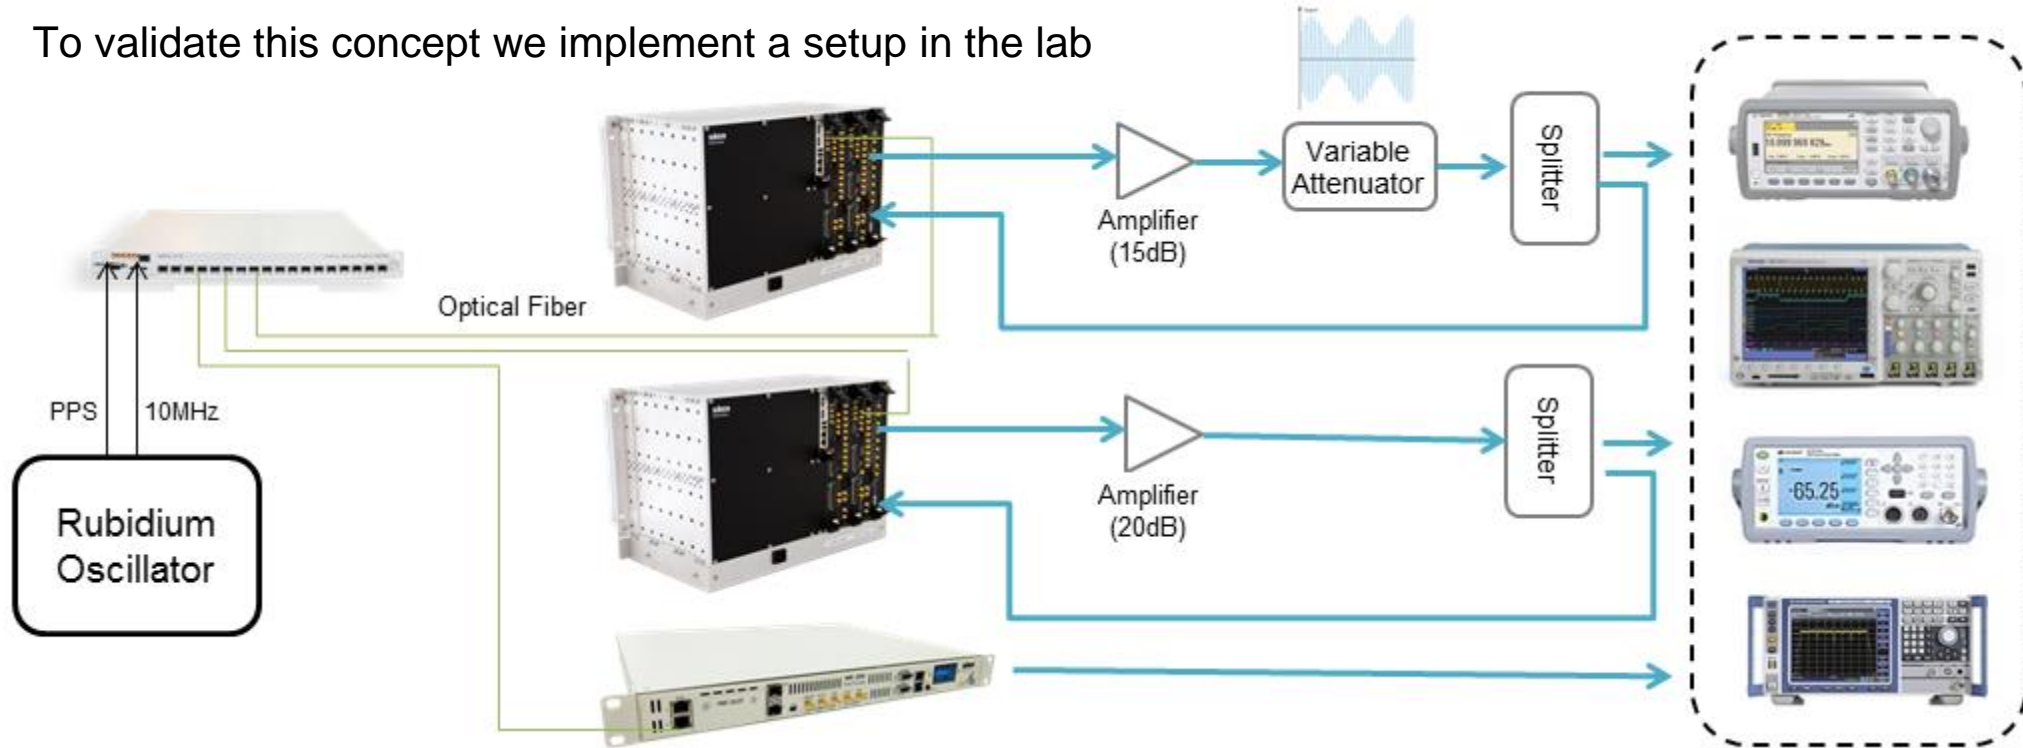 To validate this concept we implement a setup in the lab
Variable
Attenuator
Splitter
Amplifier
(15dB)
Optical Fiber
PPS
10MHz
Rubidium
Oscillator
Splitter
Amplifier
(20dB)
-65.25